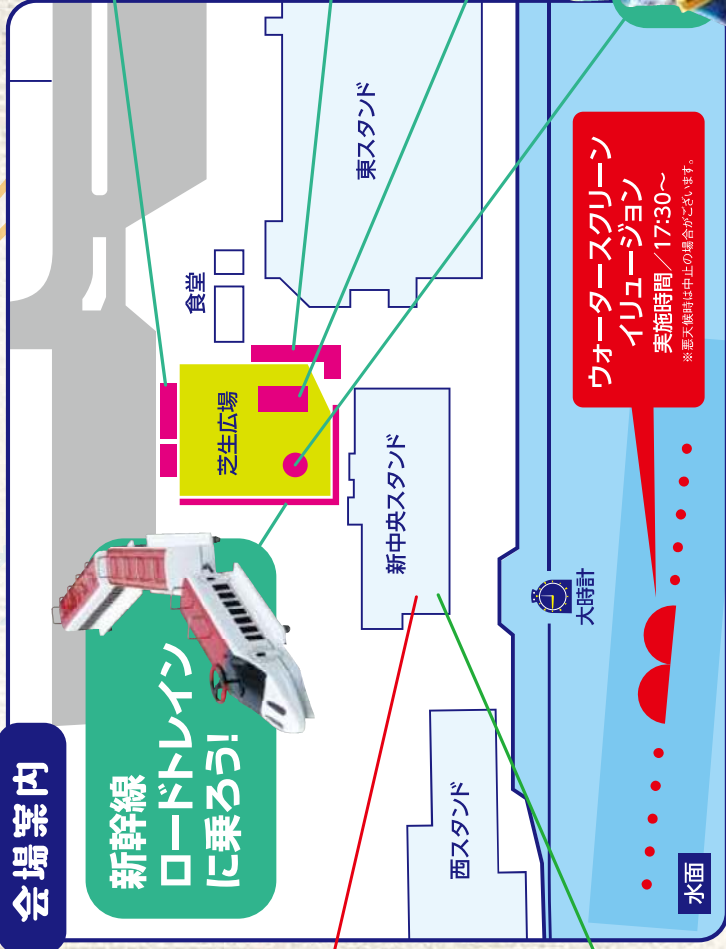 会場案内
新幹線
ロードトレイン
に乗ろう!
芝生広場
食堂
東スタンド
新中央スタンド
西スタンド
大時計
ウォータースクリーン
イリュージョン
実施時間／17:30〜
※悪天候時は中止の場合がございます。
水面